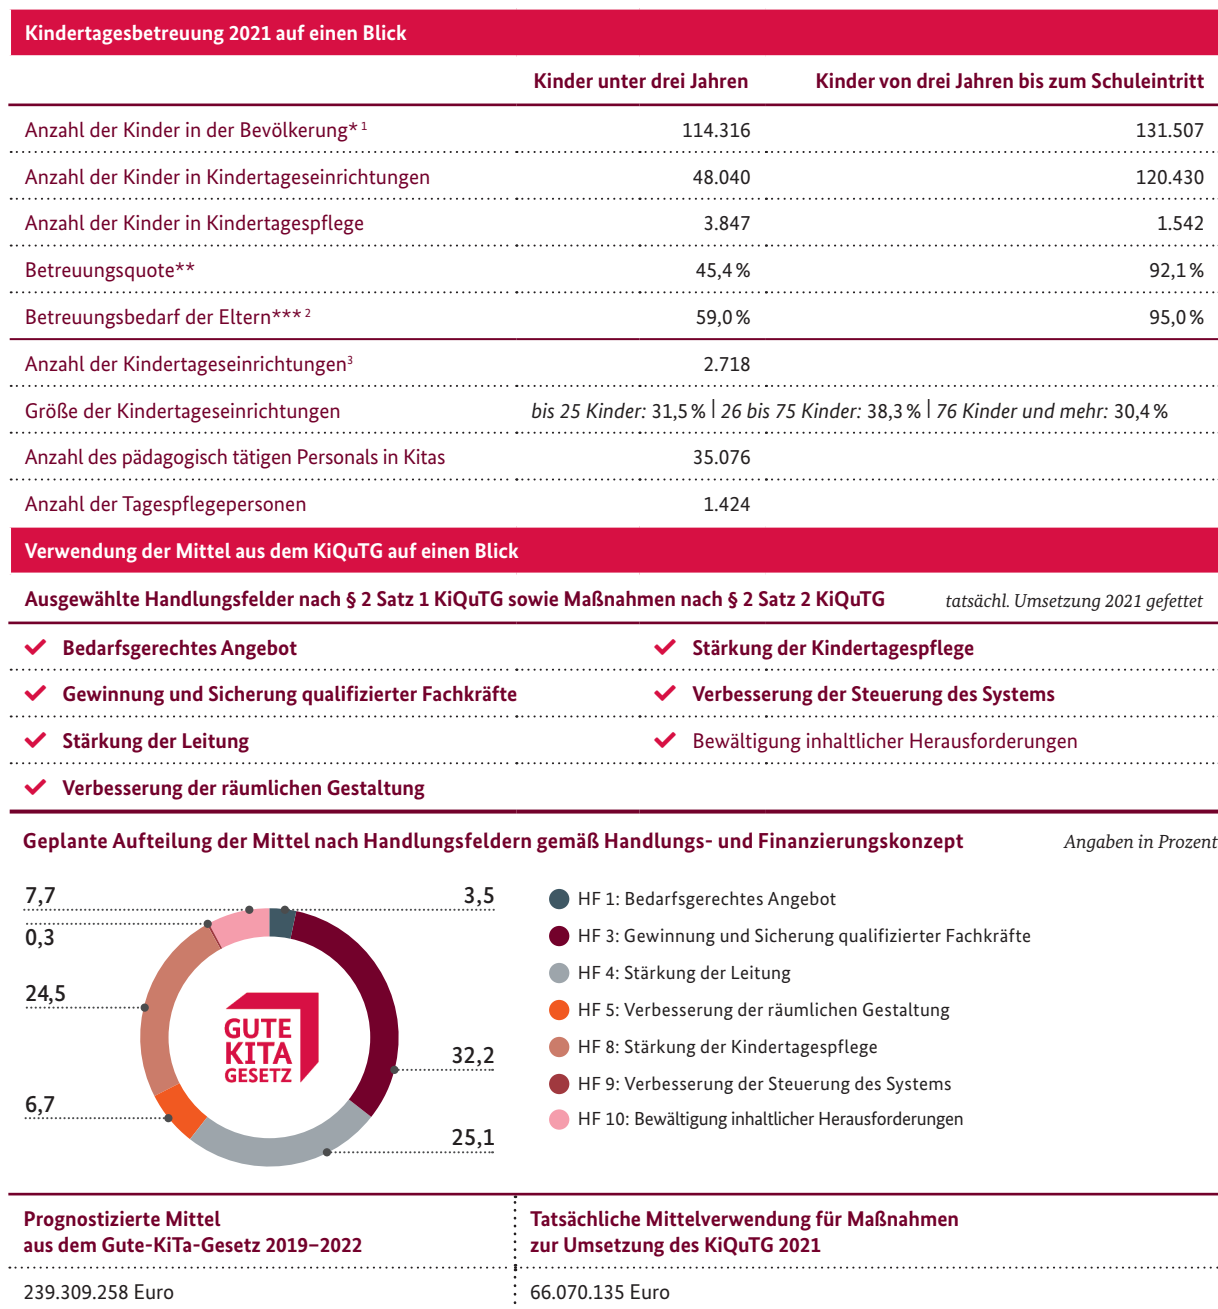 Kindertagesbetreuung 2021 auf einen Blick
Kinder unter drei Jahren Kinder von drei Jahren bis zum Schuleintritt
Anzahl der Kinder in der Bevölkerung* 1 114.316 131.507
Anzahl der Kinder in Kindertageseinrichtungen 48.040 120.430
Anzahl der Kinder in Kindertagespflege 3.847 1.542
Betreuungsquote** 45,4 % 92,1 %
Betreuungsbedarf der Eltern*** 2 59,0 % 95,0 %
Anzahl der Kindertageseinrichtungen3 2.718
Größe der Kindertageseinrichtungen bis 25 Kinder: 31,5 % | 26 bis 75 Kinder: 38,3 % | 76 Kinder und mehr: 30,4 %
Anzahl des pädagogisch tätigen Personals in Kitas 35.076
Anzahl der Tagespflegepersonen 1.424
Verwendung der Mittel aus dem KiQuTG auf einen Blick
Ausgewählte Handlungsfelder nach § 2 Satz 1 KiQuTG sowie Maßnahmen nach § 2 Satz 2 KiQuTG tatsächl. Umsetzung 2021 gefettet
✓ Bedarfsgerechtes Angebot ✓ Stärkung der Kindertagespflege
✓ Gewinnung und Sicherung qualifizierter Fachkräfte ✓ Verbesserung der Steuerung des Systems
✓ Stärkung der Leitung ✓ Bewältigung inhaltlicher Herausforderungen
✓ Verbesserung der räumlichen Gestaltung
Geplante Aufteilung der Mittel nach Handlungsfeldern gemäß Handlungs- und Finanzierungskonzept Angaben in Prozent
7,7
0,3
24,5
6,7
3,5
32,2
25,1
GUTE
KITA
GESETZ
HF 1: Bedarfsgerechtes Angebot
HF 3: Gewinnung und Sicherung qualifizierter Fachkräfte
HF 4: Stärkung der Leitung
HF 5: Verbesserung der räumlichen Gestaltung
HF 8: Stärkung der Kindertagespflege
HF 9: Verbesserung der Steuerung des Systems
HF 10: Bewältigung inhaltlicher Herausforderungen
Prognostizierte Mittel
aus dem Gute-KiTa-Gesetz 2019–2022
Tatsächliche Mittelverwendung für Maßnahmen
zur Umsetzung des KiQuTG 2021
239.309.258 Euro 66.070.135 Euro